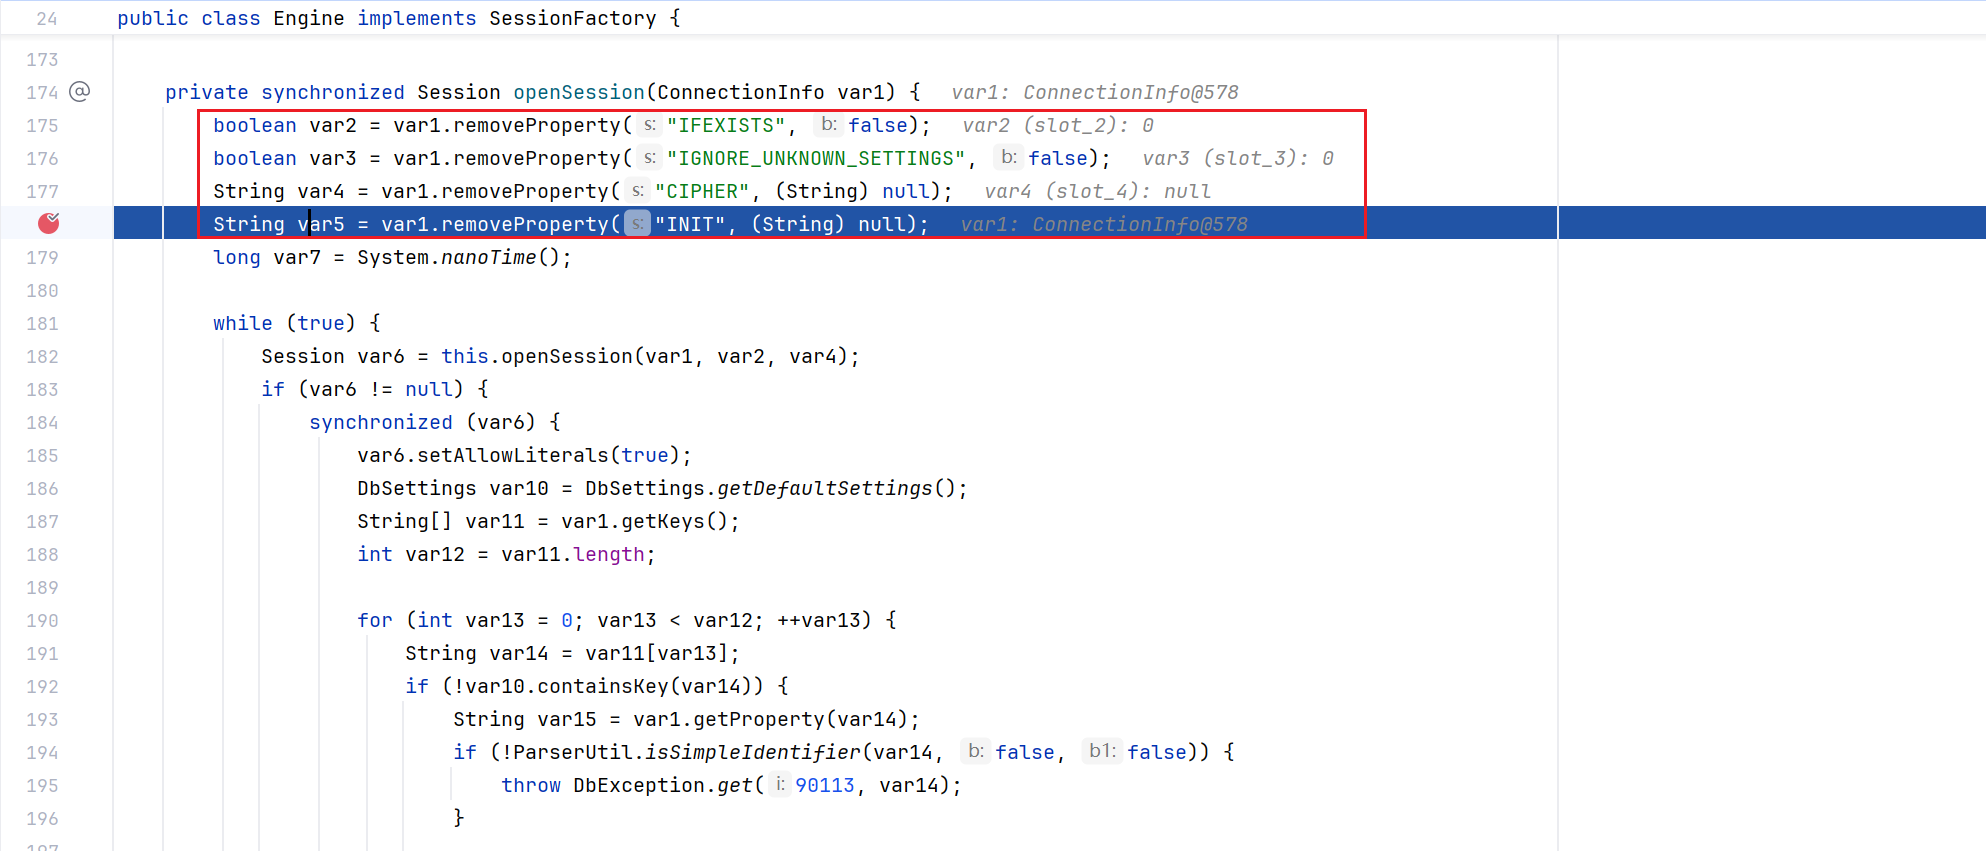 24 public class Engine implements SessionFactory {
173
174 @ private synchronized Session openSession(ConnectionInfo var1) { var1: ConnectionInfo@578
175 boolean var2 = var1.removeProperty( s: "IFEXISTS", b: false); var2 (slot_2): 0
176 boolean var3 = var1.removeProperty( s: "IGNORE_UNKNOWN_SETTINGS", b: false); var3 (slot_3): 0
177 String var4 = var1.removeProperty( s: "CIPHER", (String) null); var4 (slot_4): null
String var5 = var1.removeProperty( s: "INIT", (String) null); var1: ConnectionInfo@578
179 long var7 = System.nanoTime();
180
181 while (true) {
182 Session var6 = this.openSession(var1, var2, var4);
183 if (var6 != null) {
184 synchronized (var6) {
185 var6.setAllowLiterals(true);
186 DbSettings var10 = DbSettings.getDefaultSettings();
187 String[] var11 = var1.getKeys();
188 int var12 = var11.length;
189
190 for (int var13 = 0; var13 < var12; ++var13) {
191 String var14 = var11[var13];
192 if (!var10.containsKey(var14)) {
193 String var15 = var1.getProperty(var14);
194 if (!ParserUtil.isSimpleIdentifier(var14, b: false, b1: false)) {
195 throw DbException.get( i: 90113, var14);
196 }
197